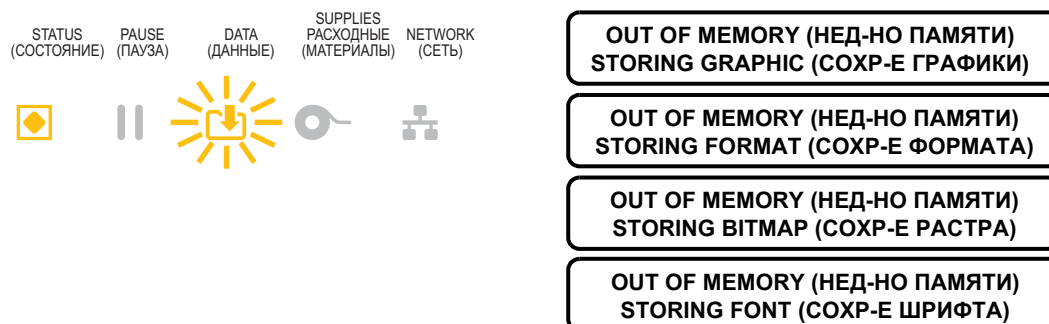 STATUS
(СОСТОЯНИЕ)
PAUSE
(ПАУЗА)
DATA
(ДАННЫЕ)
SUPPLIES
РАСХОДНЫЕ
(МАТЕРИАЛЫ)
NETWORK
(СЕТЬ)
OUT OF MEMORY (НЕД-НО ПАМЯТИ)
STORING GRAPHIC (СОХР-Е ГРАФИКИ)
OUT OF MEMORY (НЕД-НО ПАМЯТИ)
STORING FORMAT (СОХР-Е ФОРМАТА)
OUT OF MEMORY (НЕД-НО ПАМЯТИ)
STORING BITMAP (СОХР-Е РАСТРА)
OUT OF MEMORY (НЕД-НО ПАМЯТИ)
STORING FONT (СОХР-Е ШРИФТА)